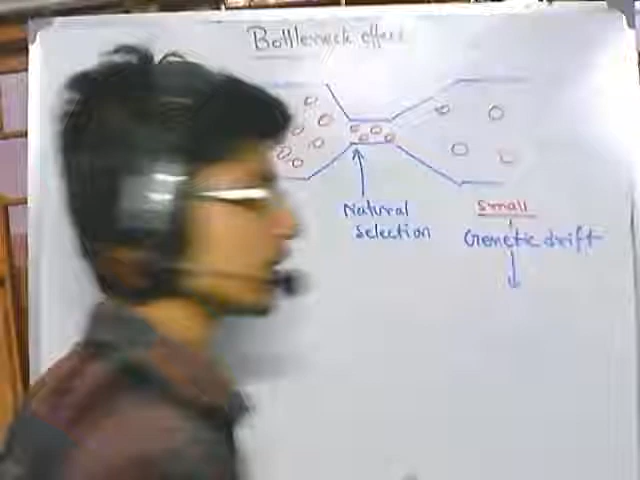 Bottleneck effect
Natural
Selection
Small
Genetic drift